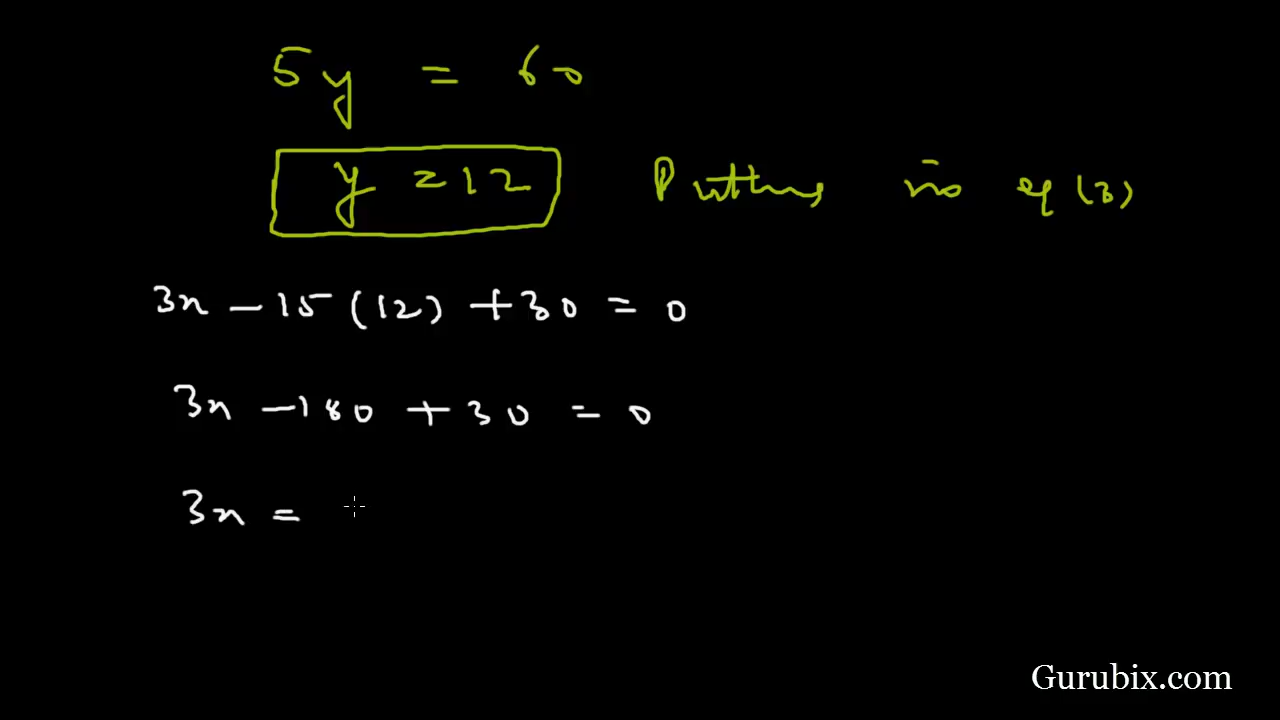 5y = 60
y = 12 Putting in eq (3)
3x - 15 (12) + 30 = 0
3x - 180 + 30 = 0
3x =
Gurubix.com